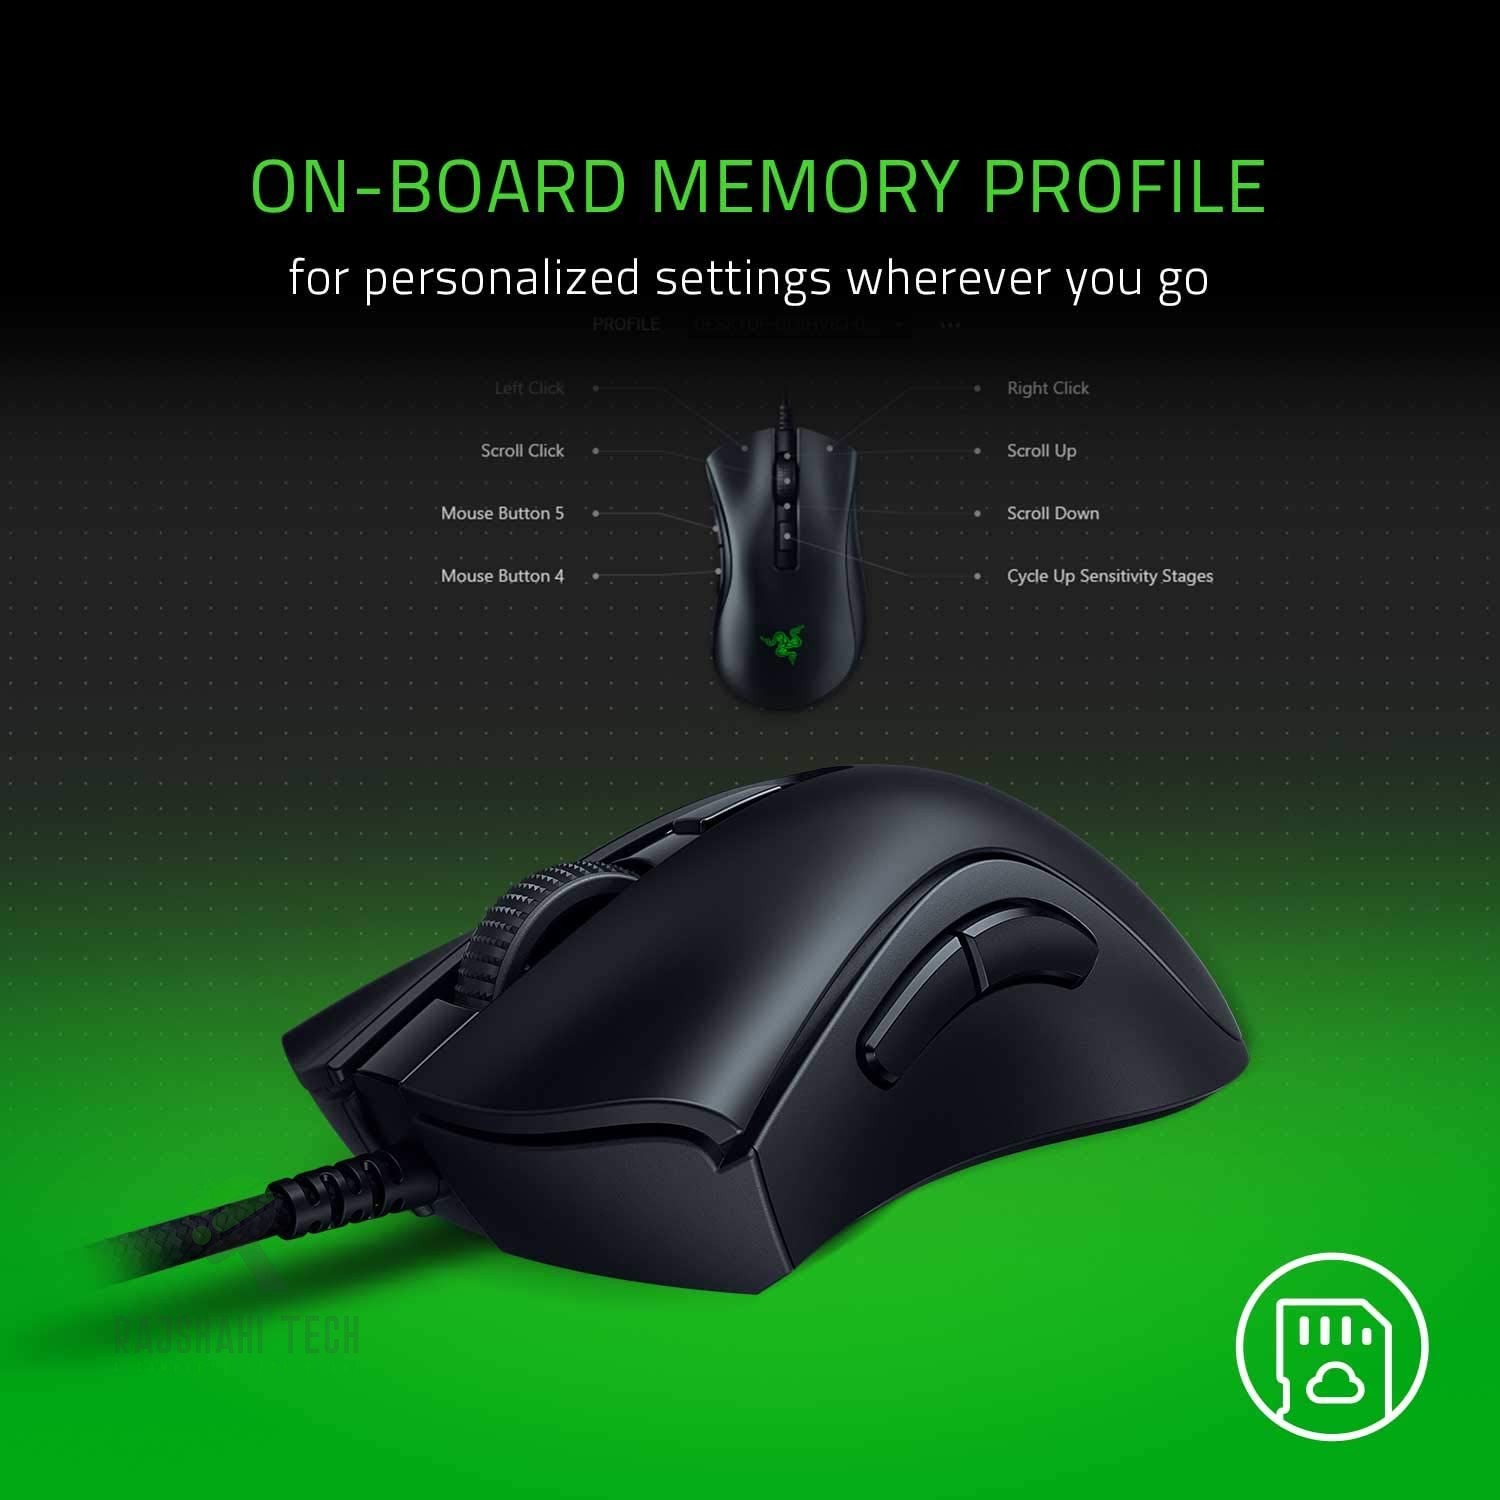 ON-BOARD MEMORY PROFILE
for personalized settings wherever you go
PROFILE
Left Click
Right Click
Scroll Click
Scroll Up
Mouse Button 5
Scroll Down
Mouse Button 4
Cycle Up Sensitivity Stages
RAJSHAHI TECH